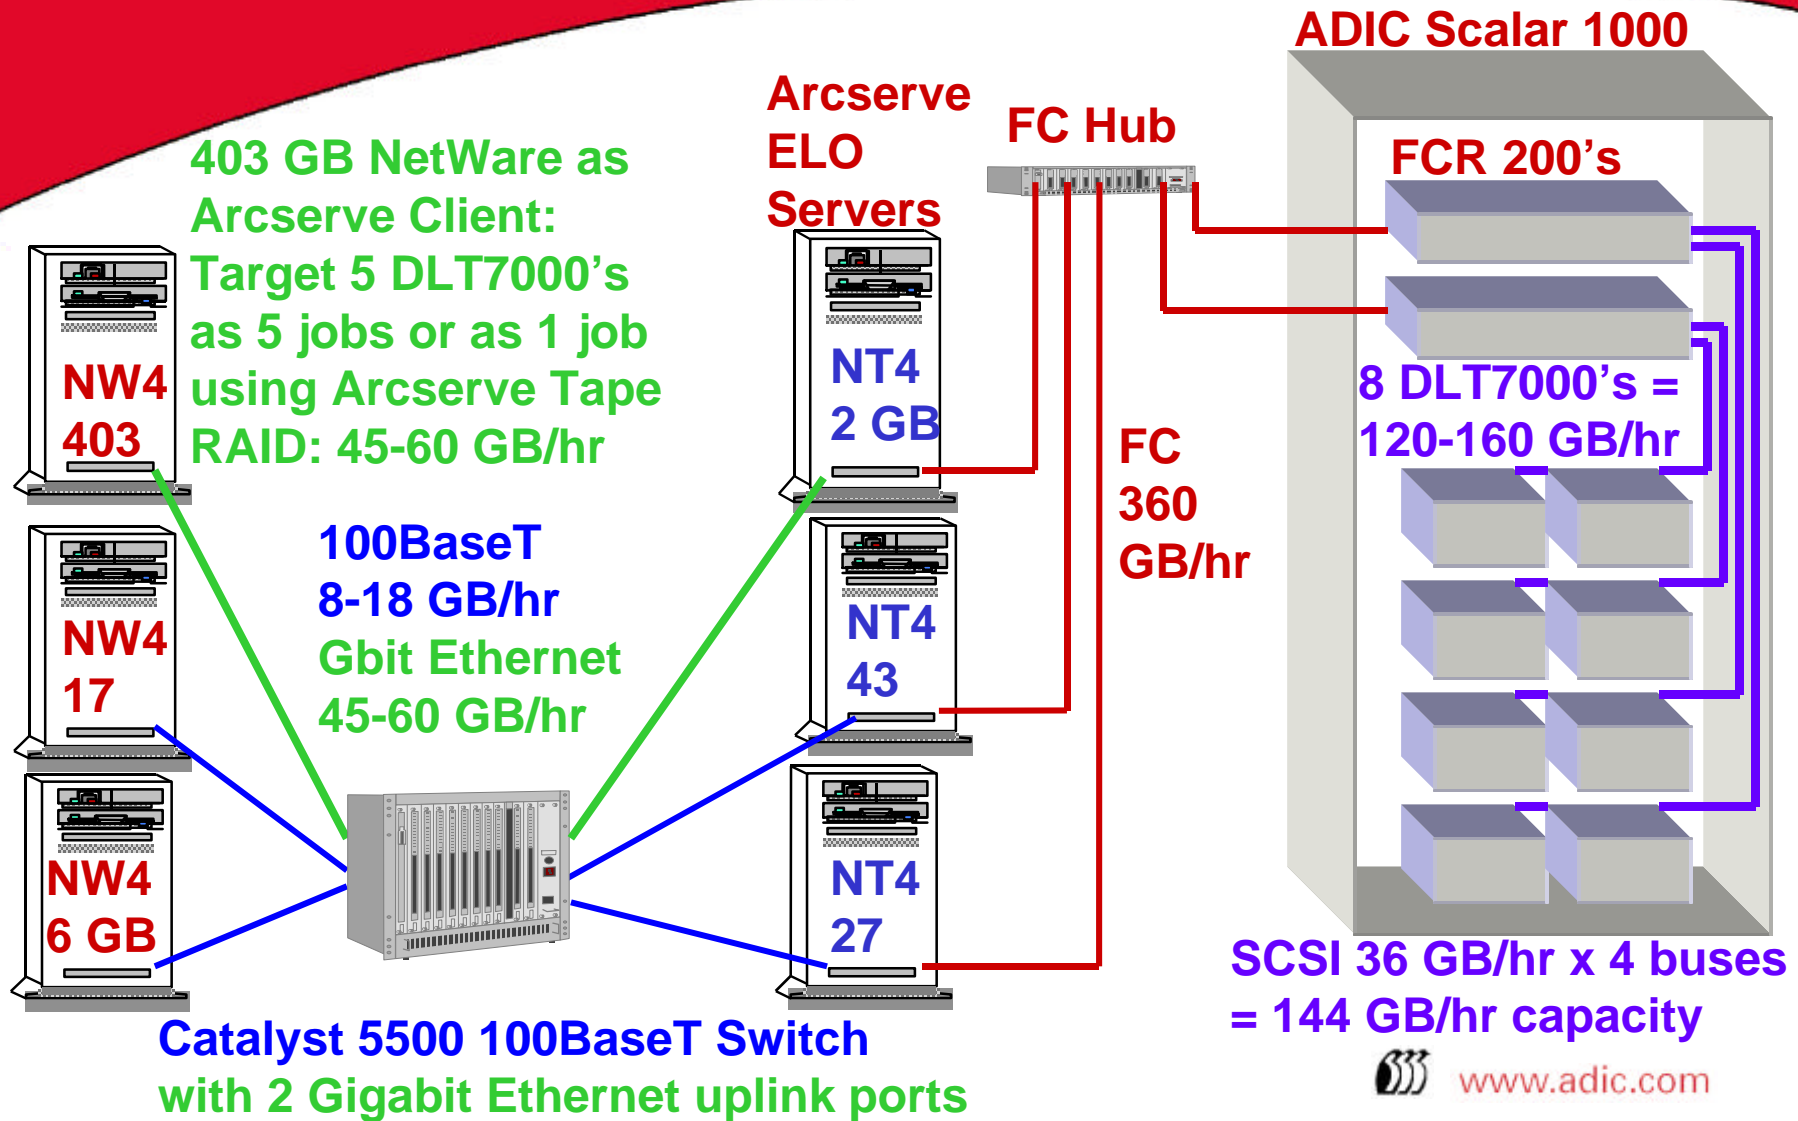 ADIC Scalar 1000
Arcserve
ELO
Servers
FC Hub
FCR 200's
403 GB NetWare as
Arcserve Client:
Target 5 DLT7000's
as 5 jobs or as 1 job
using Arcserve Tape
RAID: 45-60 GB/hr
NW4
403
NT4
2 GB
8 DLT7000's =
120-160 GB/hr
FC
360
GB/hr
100BaseT
8-18 GB/hr
Gbit Ethernet
45-60 GB/hr
NW4
17
NT4
43
NW4
6 GB
NT4
27
SCSI 36 GB/hr x 4 buses
= 144 GB/hr capacity
Catalyst 5500 100BaseT Switch
with 2 Gigabit Ethernet uplink ports
www.adic.com